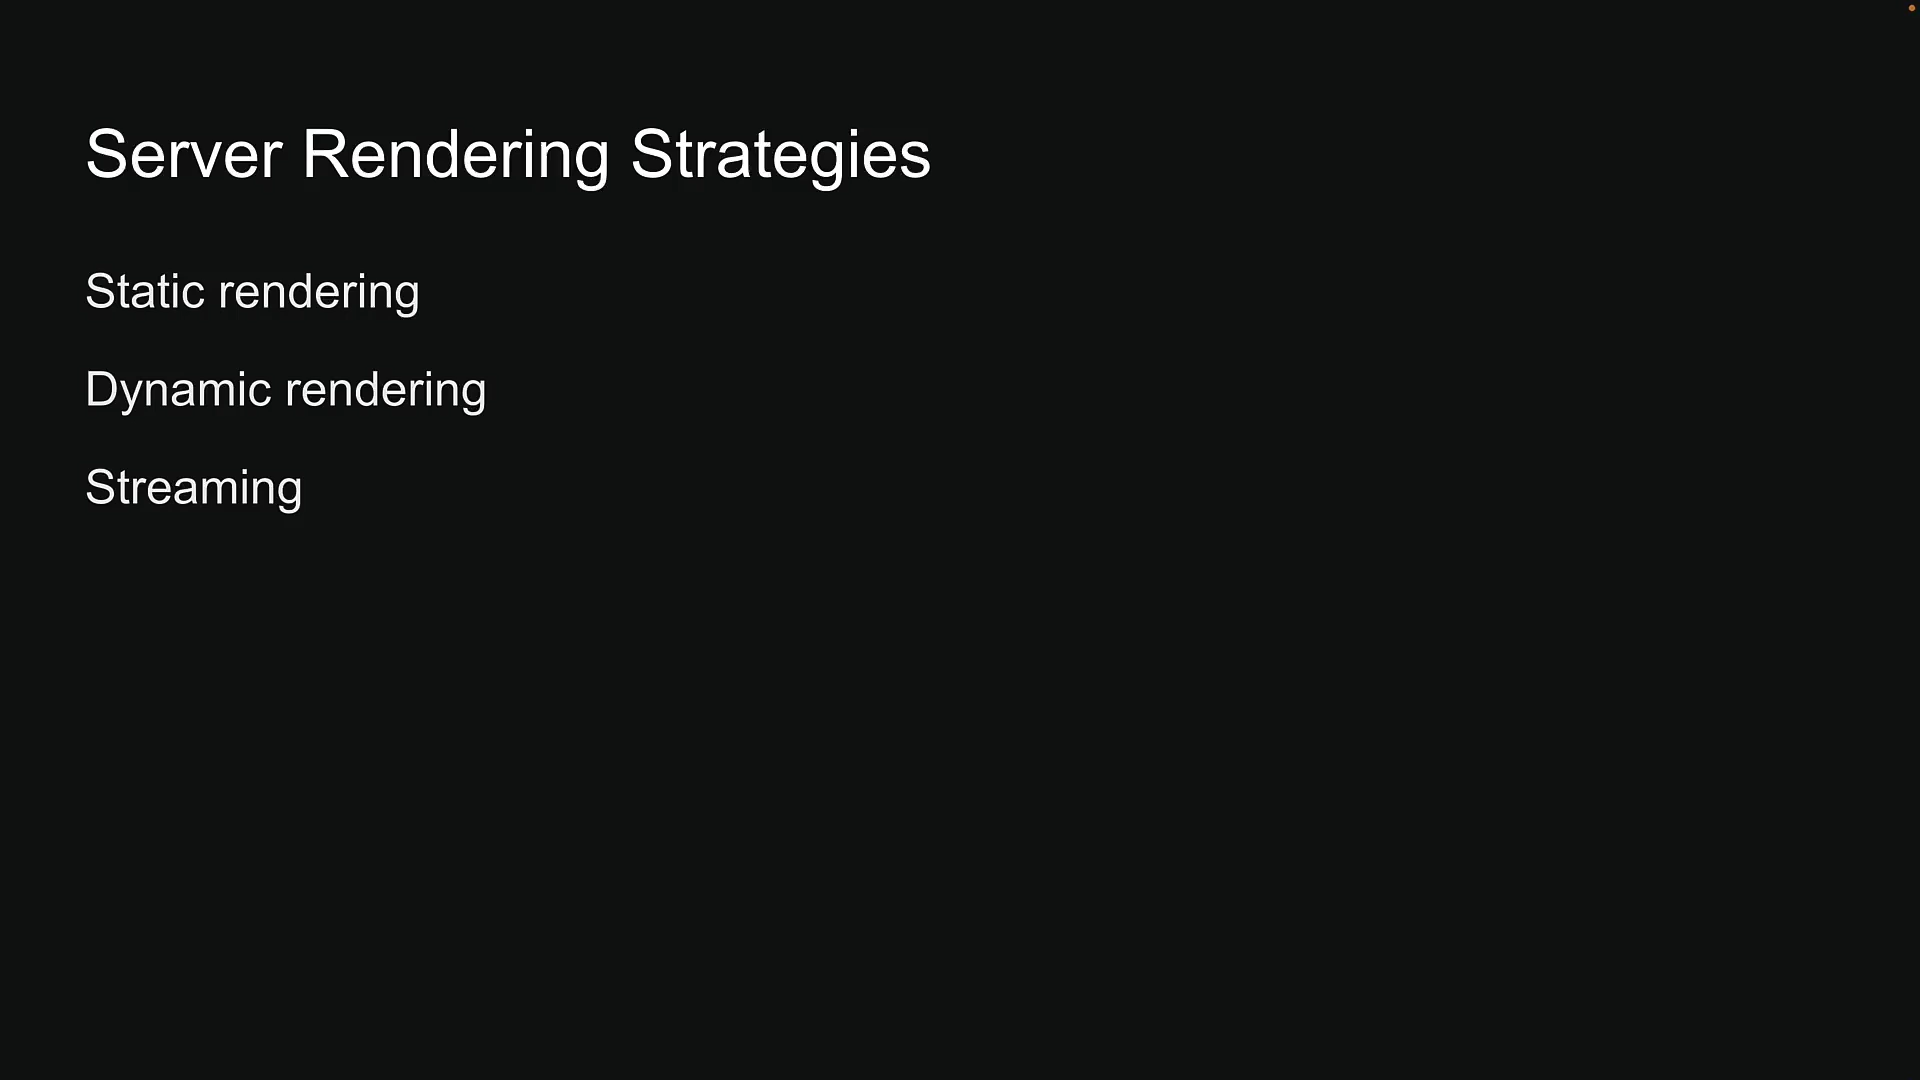 Server Rendering Strategies
Static rendering
Dynamic rendering
Streaming